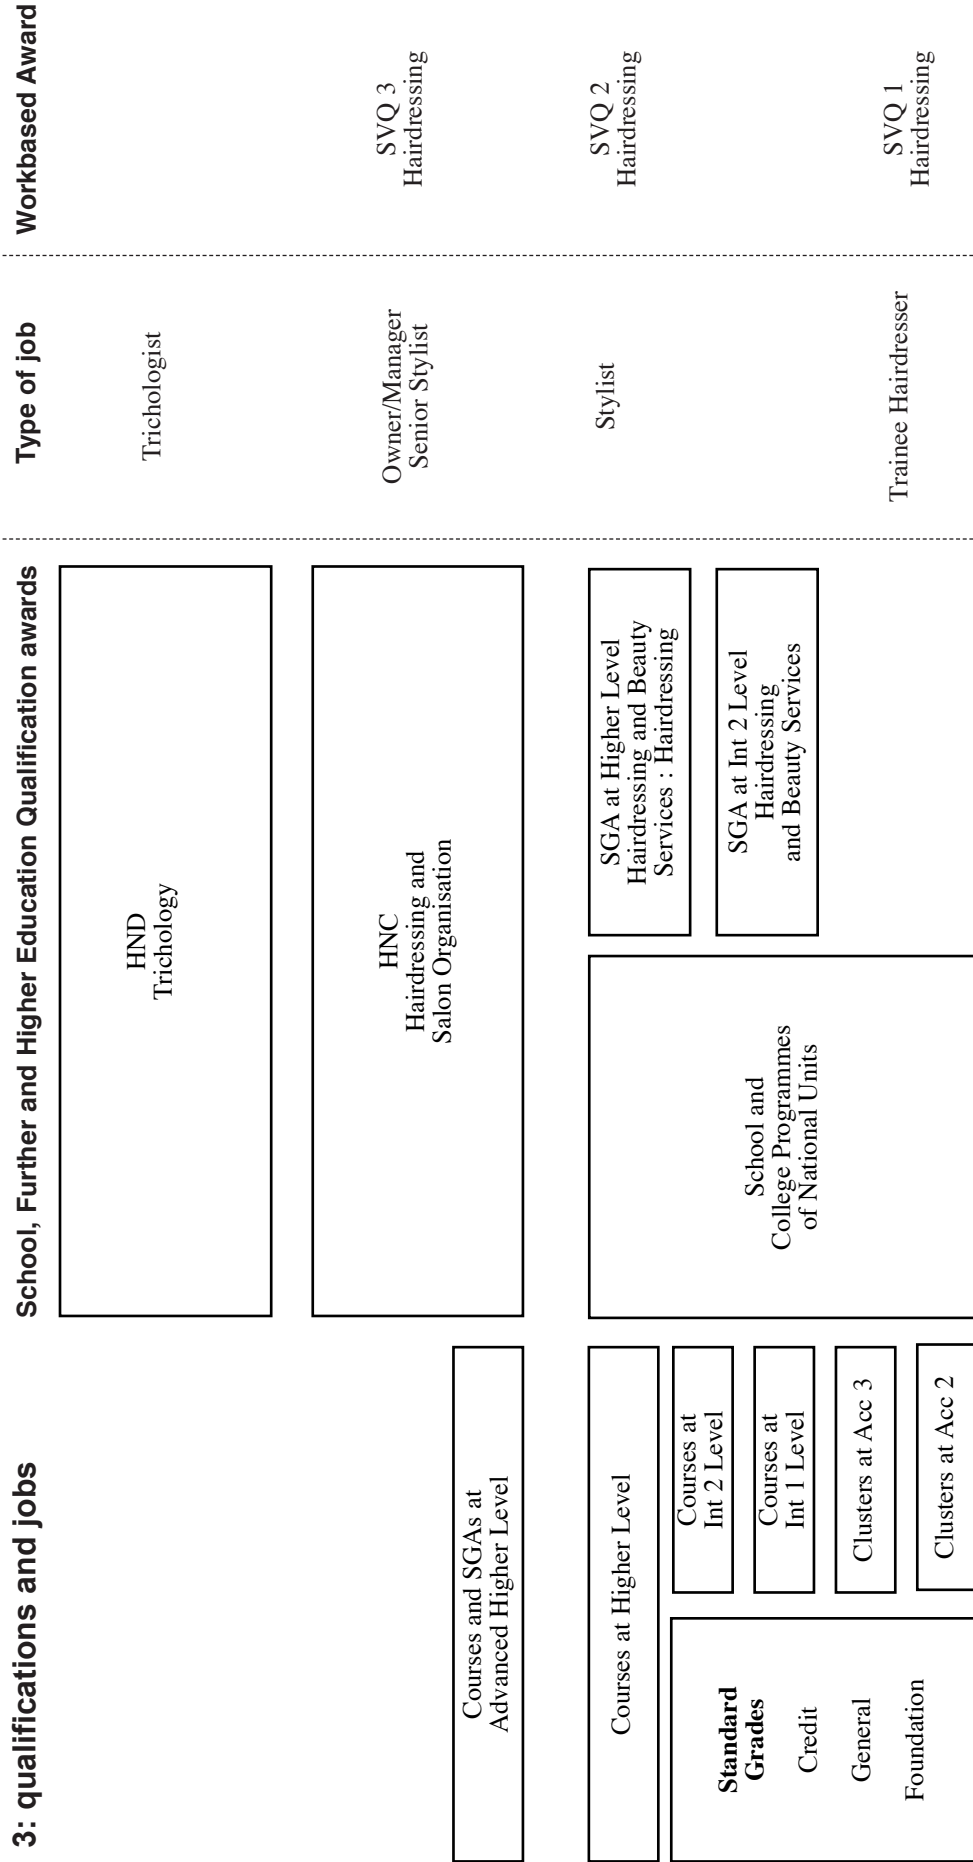 3: qualifications and jobs
School, Further and Higher Education Qualification awards
Type of job
Workbased Award
HND
Trichology
Trichologist
HNC
Hairdressing and
Salon Organisation
Owner/Manager
Senior Stylist
SVQ 3
Hairdressing
Courses and SGAs at
Advanced Higher Level
Courses at Higher Level
School and
College Programmes
of National Units
SGA at Higher Level
Hairdressing and Beauty
Services : Hairdressing
Stylist
SVQ 2
Hairdressing
Courses at
Int 2 Level
SGA at Int 2 Level
Hairdressing
and Beauty Services
Standard
Grades
Credit
General
Foundation
Courses at
Int 1 Level
Clusters at Acc 3
Clusters at Acc 2
Trainee Hairdresser
SVQ 1
Hairdressing